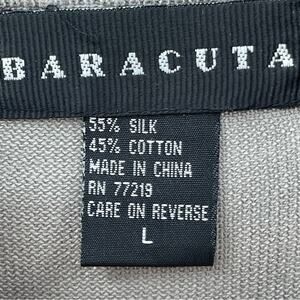 BARACUTA
55% SILK
45% COTTON
MADE IN CHINA
RN 77219
CARE ON REVERSE
L